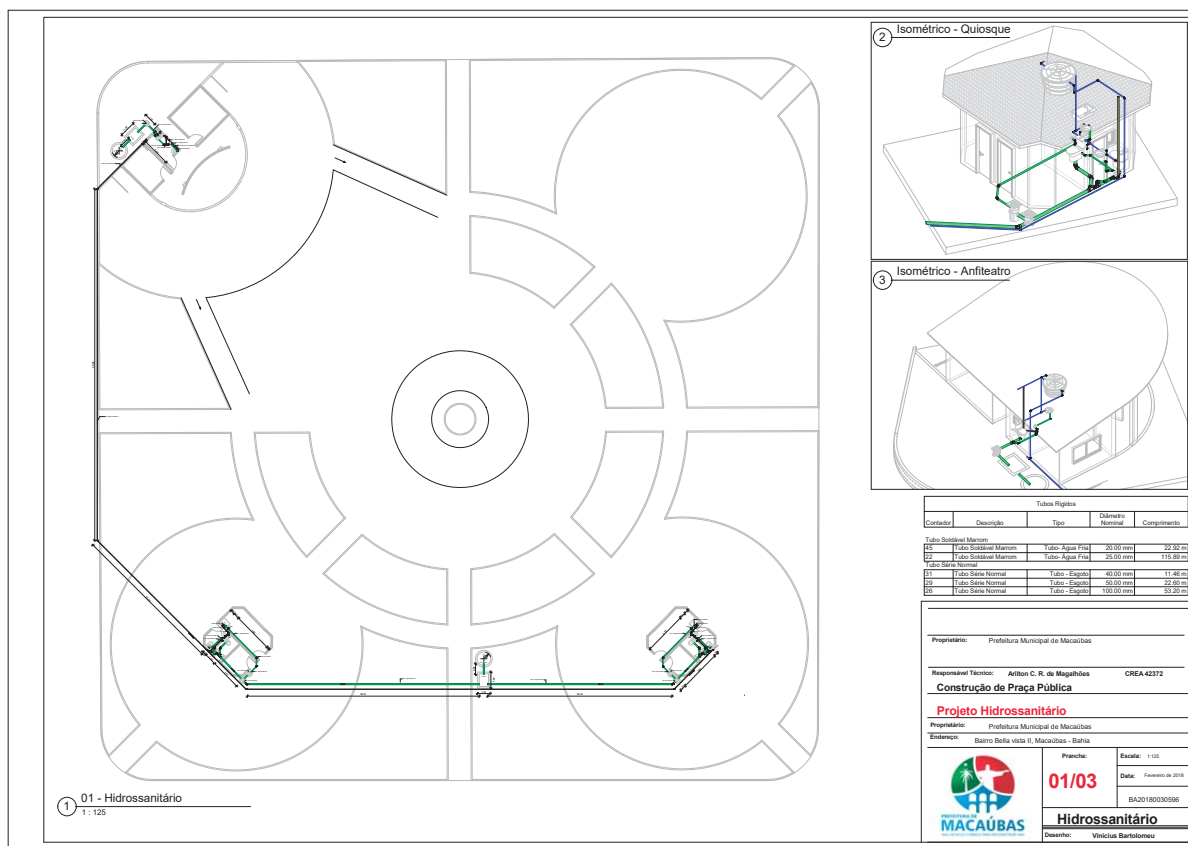 2
Isométrico - Quiosque
3
Isométrico - Anfiteatro
1
01 - Hidrossanitário
1 : 125
Tubos Rígidos
Contador Descrição Tipo Diâmetro Nominal Comprimento
Tubo Soldável Marrom
45 Tubo Soldável Marrom Tubo- Água Fria 20.00 mm 22.92 m
22 Tubo Soldável Marrom Tubo- Água Fria 25.00 mm 115.89 m
Tubo Série Normal
31 Tubo Série Normal Tubo - Esgoto 40.00 mm 11.46 m
29 Tubo Série Normal Tubo - Esgoto 50.00 mm 22.60 m
26 Tubo Série Normal Tubo - Esgoto 100.00 mm 53.20 m
Proprietário: Prefeitura Municipal de Macaúbas
Responsável Técnico: Arilton C. R. de Magalhões CREA 42372
Construção de Praça Pública
Projeto Hidrossanitário
Proprietário: Prefeitura Municipal de Macaúbas
Endereço: Bairro Bella vista II, Macaúbas - Bahia
PREFEITURA DE
MACAÚBAS
Prancha:
01/03
Escala: 1:125
Data: Fevereiro de 2018
BA20180030596
Hidrossanitário
Desenho: Vinicius Bartolomeu